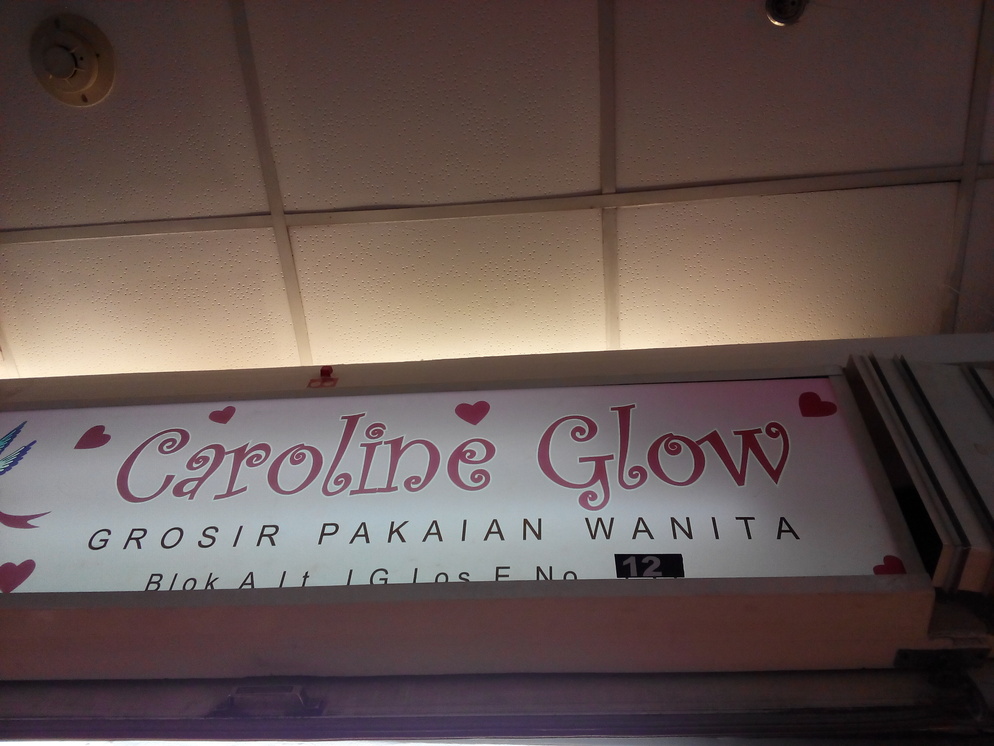 Caroline Glow
GROSIR PAKAIAN WANITA
Blok A Lt. LG Los F No. 12